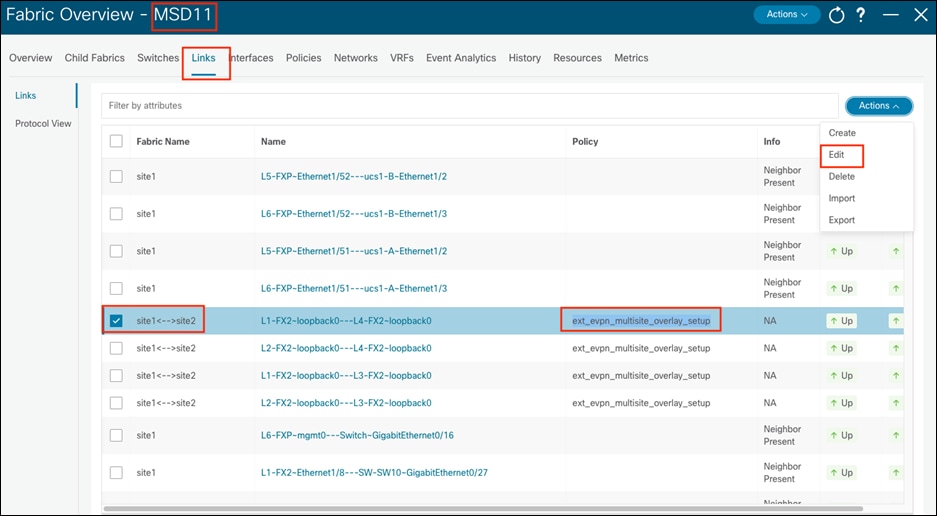 Fabric Overview - MSD11
Actions
Overview Child Fabrics Switches Links Interfaces Policies Networks VRFs Event Analytics History Resources Metrics
Links
Protocol View
Filter by attributes
Actions
Create
Edit
Delete
Import
Export
Fabric Name Name Policy Info
site1 L5-FXP~Ethernet1/52---ucs1-B~Ethernet1/2 Neighbor Present
site1 L6-FXP~Ethernet1/52---ucs1-B~Ethernet1/3 Neighbor Present
site1 L5-FXP~Ethernet1/51---ucs1-A~Ethernet1/2 Neighbor Present Up
site1 L6-FXP~Ethernet1/51---ucs1-A~Ethernet1/3 Neighbor Present Up
site1<-->site2 L1-FX2~loopback0---L4-FX2~loopback0 ext_evpn_multisite_overlay_setup NA Up
site1<-->site2 L2-FX2~loopback0---L4-FX2~loopback0 ext_evpn_multisite_overlay_setup NA Up
site1<-->site2 L1-FX2~loopback0---L3-FX2~loopback0 ext_evpn_multisite_overlay_setup NA Up
site1<-->site2 L2-FX2~loopback0---L3-FX2~loopback0 ext_evpn_multisite_overlay_setup NA Up
site1 L6-FXP~mgmt0---Switch~GigabitEthernet0/16 Neighbor Present Up
site1 L1-FX2~Ethernet1/8---SW-SW10~GigabitEthernet0/27 Neighbor Present Up